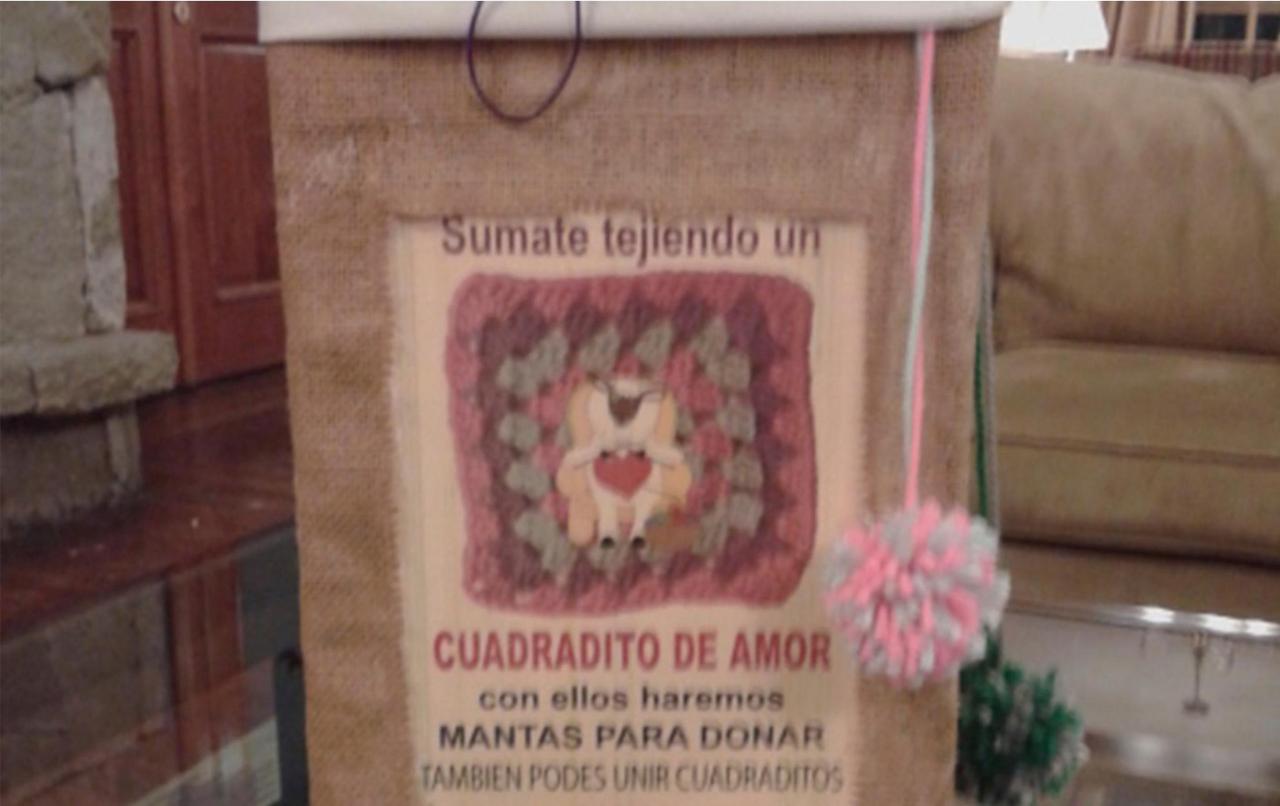 Sumate tejiendo un
CUADRADITO DE AMOR
con ellos haremos
MANTAS PARA DONAR
TAMBIEN PODES UNIR CUADRADITOS